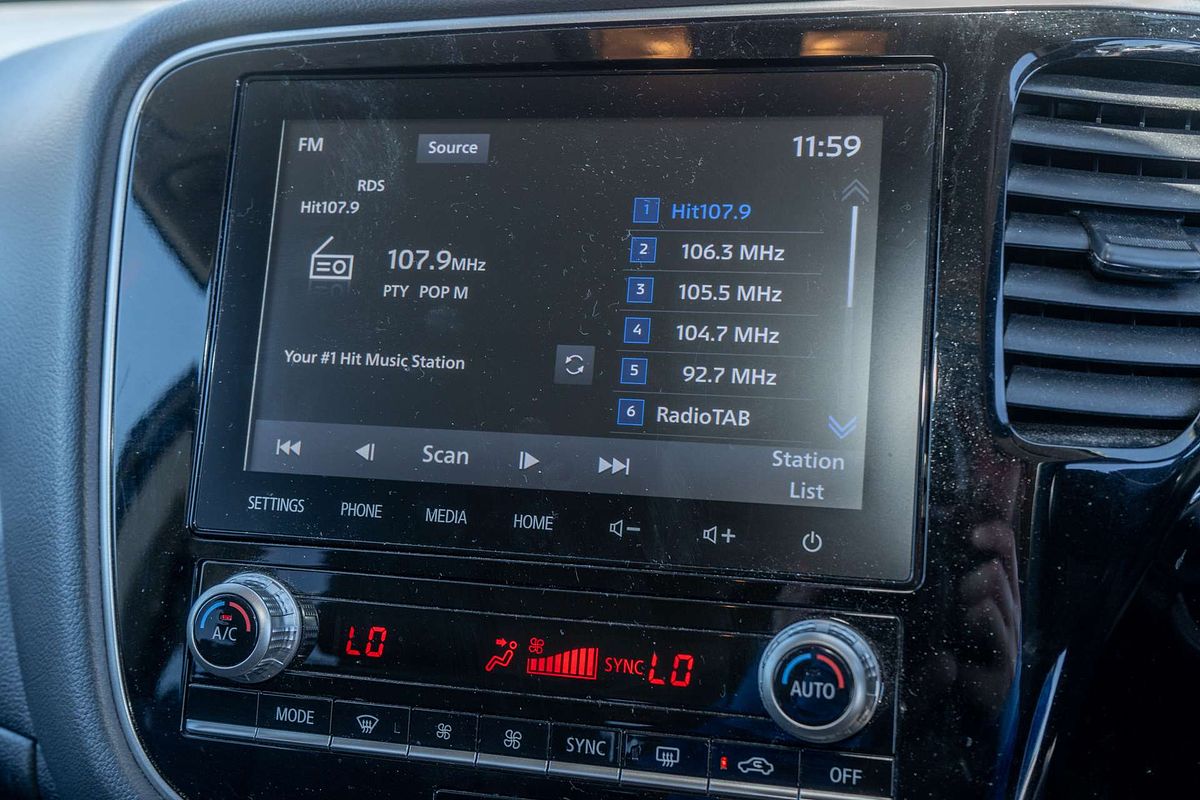 FM
Source
11:59
RDS
Hit107.9
107.9MHz
PTY POP M
Your #1 Hit Music Station
1 Hit107.9
2 106.3 MHz
3 105.5 MHz
4 104.7 MHz
5 92.7 MHz
6 RadioTAB
Scan
Station
List
SETTINGS
PHONE
MEDIA
HOME
A/C
LO
SYNC
LO
AUTO
MODE
SYNC
OFF